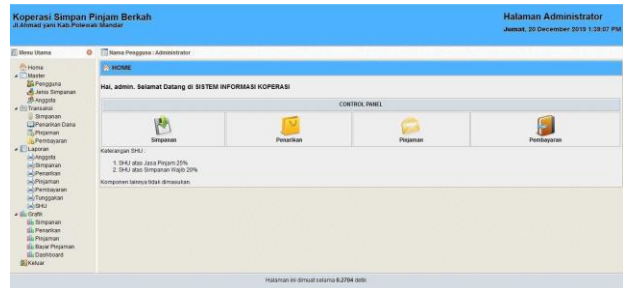 Koperasi Simpan Pinjam Berkah
Jl.Ahmad yani Kab.Polewali Mandar
Halaman Administrator
Jumat, 20 December 2019 1:39:07 PM
Menu Utama
Nama Pengguna : Administrator
Home
Master
Pengguna
Jenis Simpanan
Anggota
Transaksi
Simpanan
Penarikan Dana
Pinjaman
Pembayaran
Laporan
Anggota
Simpanan
Penarikan
Pinjaman
Pembayaran
Tunggakan
SHU
Grafik
Simpanan
Penarikan
Pinjaman
Bayar Pinjaman
Dashboard
Keluar
HOME
Hai, admin. Selamat Datang di SISTEM INFORMASI KOPERASI
CONTROL PANEL
Simpanan
Penarikan
Pinjaman
Pembayaran
Keterangan SHU :
1. SHU atas Jasa Pinjam 25%
2. SHU atas Simpanan Wajib 20%
Komponen lainnya tidak dimasukan.
Halaman ini dimuat selama 0.2704 detik